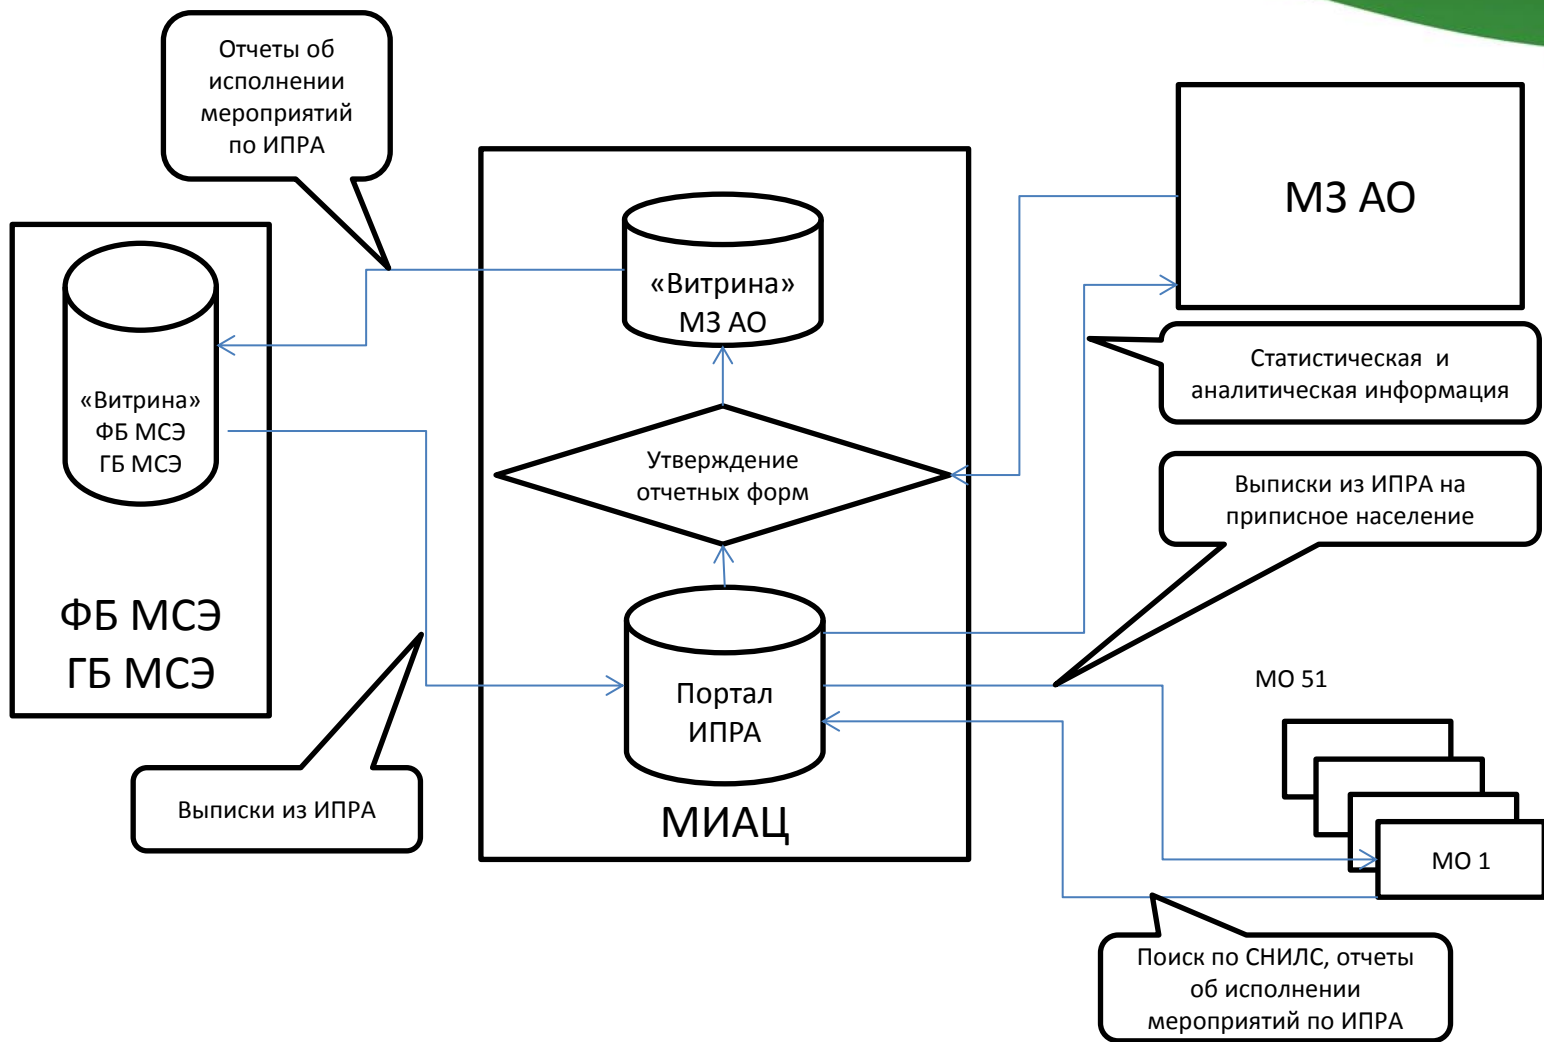 Отчеты об
исполнении
мероприятий
по ИПРА
МЗ АО
«Витрина»
МЗ АО
Статистическая и
аналитическая информация
«Витрина»
ФБ МСЭ
ГБ МСЭ
Утверждение
отчетных форм
Выписки из ИПРА на
приписное население
ФБ МСЭ
ГБ МСЭ
Портал
ИПРА
МО 51
Выписки из ИПРА
МИАЦ
МО 1
Поиск по СНИЛС, отчеты
об исполнении
мероприятий по ИПРА